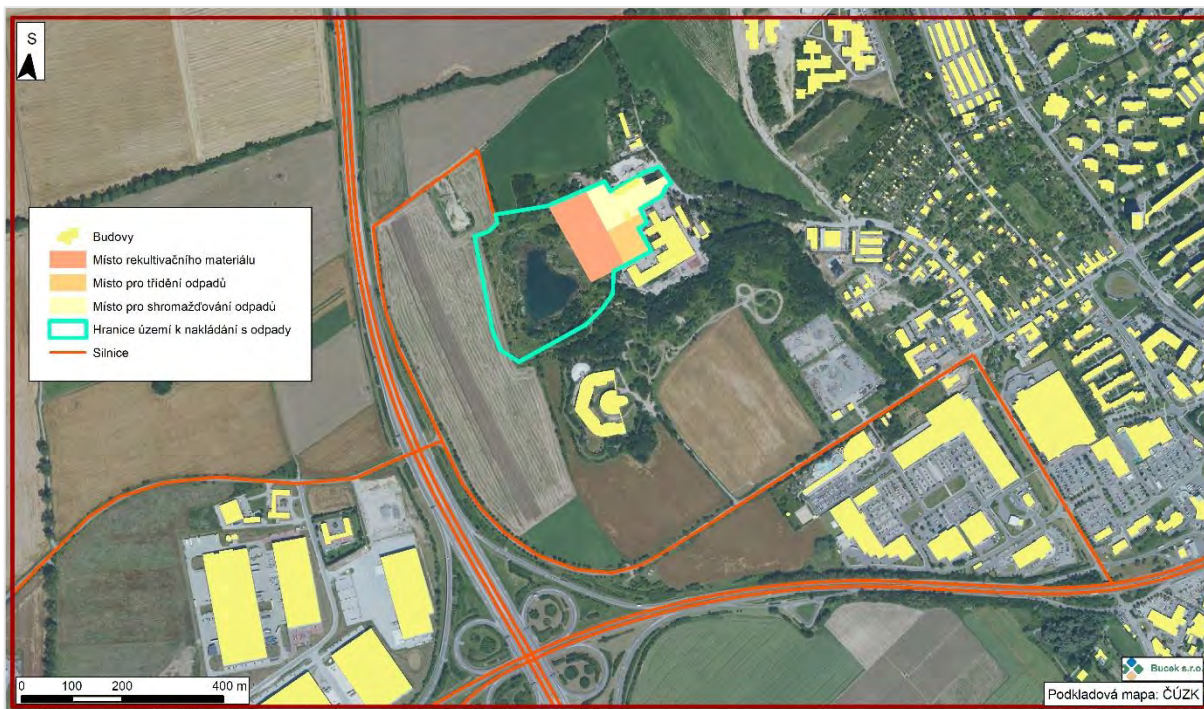 S
Budovy
Místo rekultivačního materiálu
Místo pro třídění odpadů
Místo pro shromažďování odpadů
Hranice území k nakládání s odpady
Silnice
0 100 200 400 m
Bucek s.r.o.
Podkladová mapa: ČÚZK